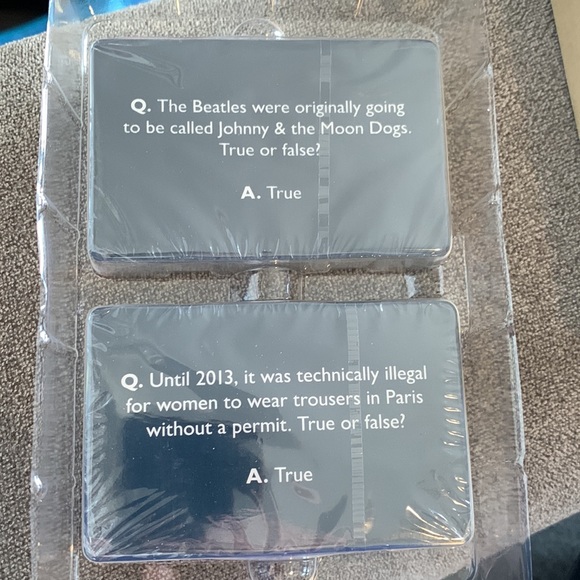 Q. The Beatles were originally going
to be called Johnny & the Moon Dogs.
True or false?
A. True
Q. Until 2013, it was technically illegal
for women to wear trousers in Paris
without a permit. True or false?
A. True